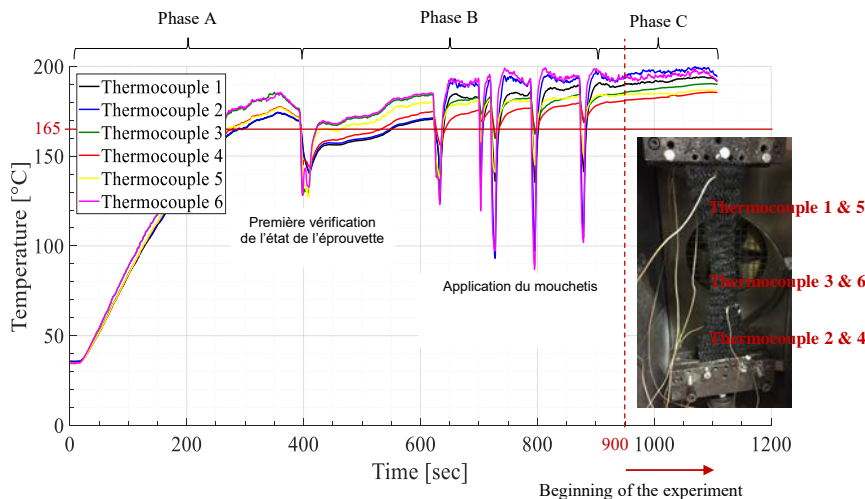 Phase A
Phase B
Phase C
200
150
100
50
0
165
Temperature [°C]
Thermocouple 1
Thermocouple 2
Thermocouple 3
Thermocouple 4
Thermocouple 5
Thermocouple 6
Première vérification
de l'état de l'éprouvette
Application du mouchetis
Thermocouple 1 & 5
Thermocouple 3 & 6
Thermocouple 2 & 4
0
200
400
600
800
900
1000
1200
Time [sec]
Beginning of the experiment